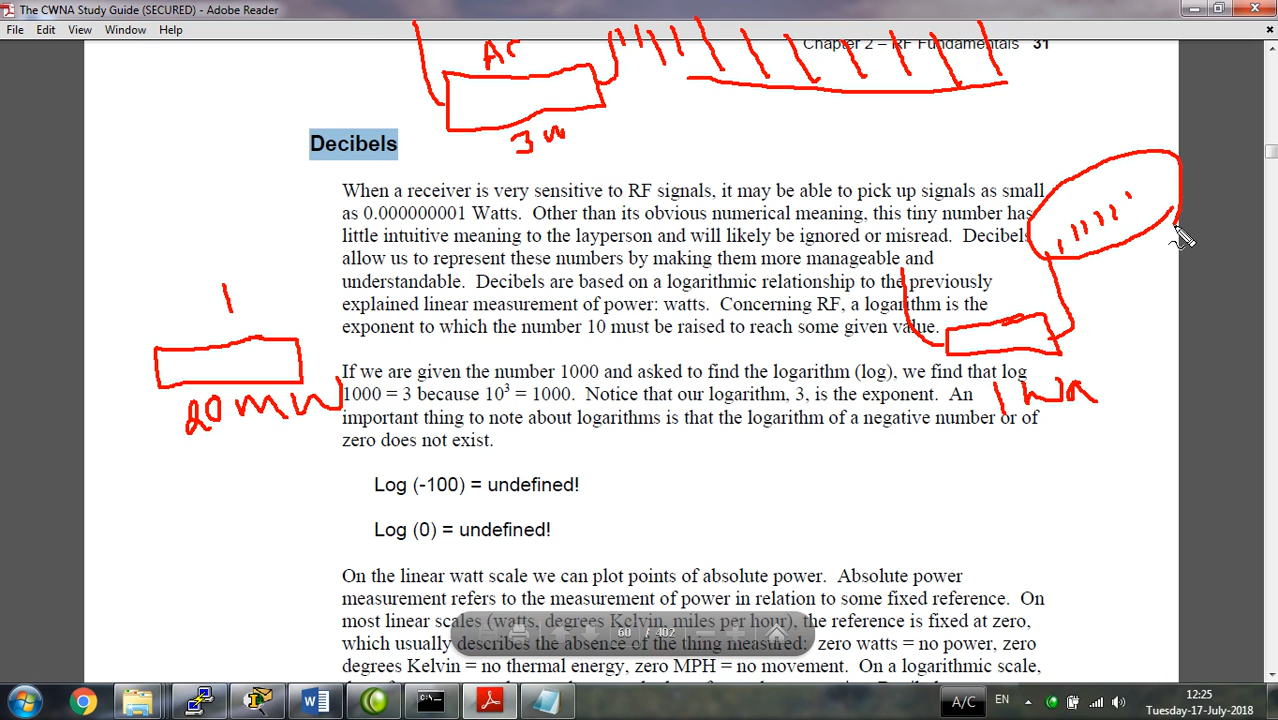 The CWNA Study Guide (SECURED) - Adobe Reader
File Edit View Window Help
Chapter 2 – RF Fundamentals 31
3 w
Decibels
When a receiver is very sensitive to RF signals, it may be able to pick up signals as small
as 0.000000001 Watts. Other than its obvious numerical meaning, this tiny number has
little intuitive meaning to the layperson and will likely be ignored or misread. Decibels
allow us to represent these numbers by making them more manageable and
understandable. Decibels are based on a logarithmic relationship to the previously
explained linear measurement of power: watts. Concerning RF, a logarithm is the
exponent to which the number 10 must be raised to reach some given value.
If we are given the number 1000 and asked to find the logarithm (log), we find that log
1000 = 3 because 10³ = 1000. Notice that our logarithm, 3, is the exponent. An
important thing to note about logarithms is that the logarithm of a negative number or of
zero does not exist.
20 mW
Log (-100) = undefined!
Log (0) = undefined!
On the linear watt scale we can plot points of absolute power. Absolute power
measurement refers to the measurement of power in relation to some fixed reference. On
most linear scales (watts, degrees Kelvin, miles per hour), the reference is fixed at zero,
which usually describes the absence of the thing measured: zero watts = no power, zero
degrees Kelvin = no thermal energy, zero MPH = no movement. On a logarithmic scale,
60 / 402
A/C EN
12:25
Tuesday-17-July-2018